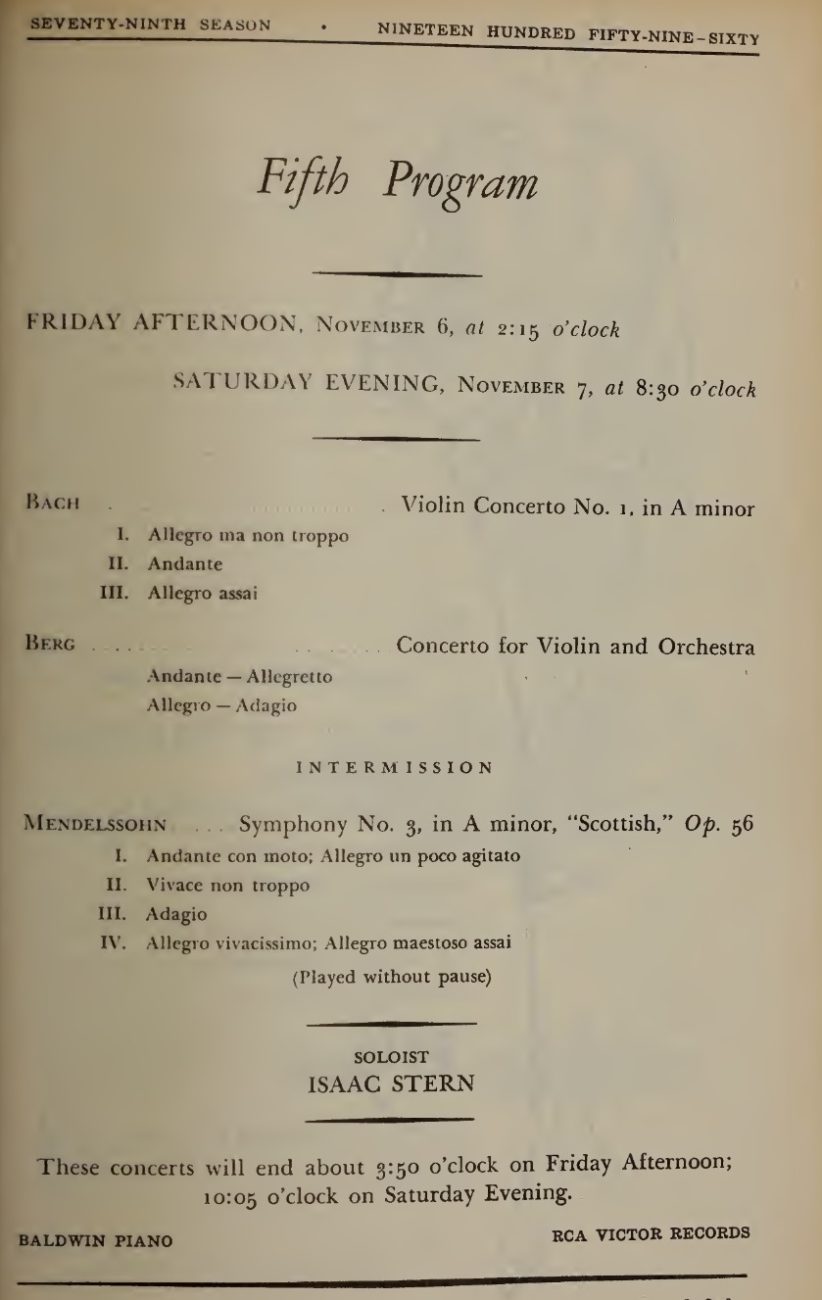 SEVENTY-NINTH SEASON • NINETEEN HUNDRED FIFTY-NINE–SIXTY
Fifth Program
FRIDAY AFTERNOON, NOVEMBER 6, at 2:15 o'clock
SATURDAY EVENING, NOVEMBER 7, at 8:30 o'clock
BACH . . . . . . . . . . . Violin Concerto No. 1, in A minor
I. Allegro ma non troppo
II. Andante
III. Allegro assai
BERG . . . . . . . . . . . Concerto for Violin and Orchestra
Andante — Allegretto
Allegro — Adagio
INTERMISSION
MENDELSSOHN . . . Symphony No. 3, in A minor, "Scottish," Op. 56
I. Andante con moto; Allegro un poco agitato
II. Vivace non troppo
III. Adagio
IV. Allegro vivacissimo; Allegro maestoso assai
(Played without pause)
SOLOIST
ISAAC STERN
These concerts will end about 3:50 o'clock on Friday Afternoon;
10:05 o'clock on Saturday Evening.
BALDWIN PIANO RCA VICTOR RECORDS